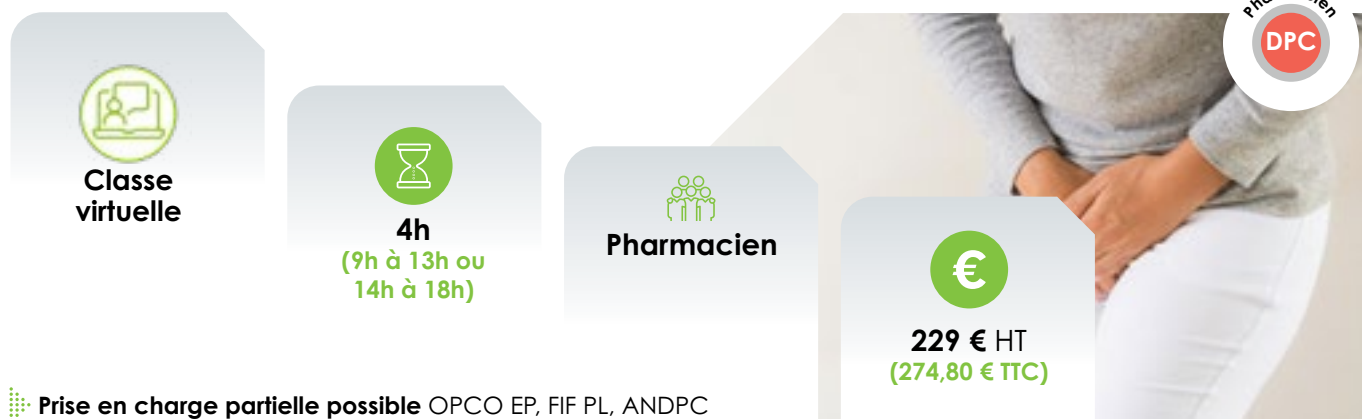 Pharmacien
DPC
Classe
virtuelle
4h
(9h à 13h ou
14h à 18h)
Pharmacien
€
229 € HT
(274,80 € TTC)
Prise en charge partielle possible OPCO EP, FIF PL, ANDPC